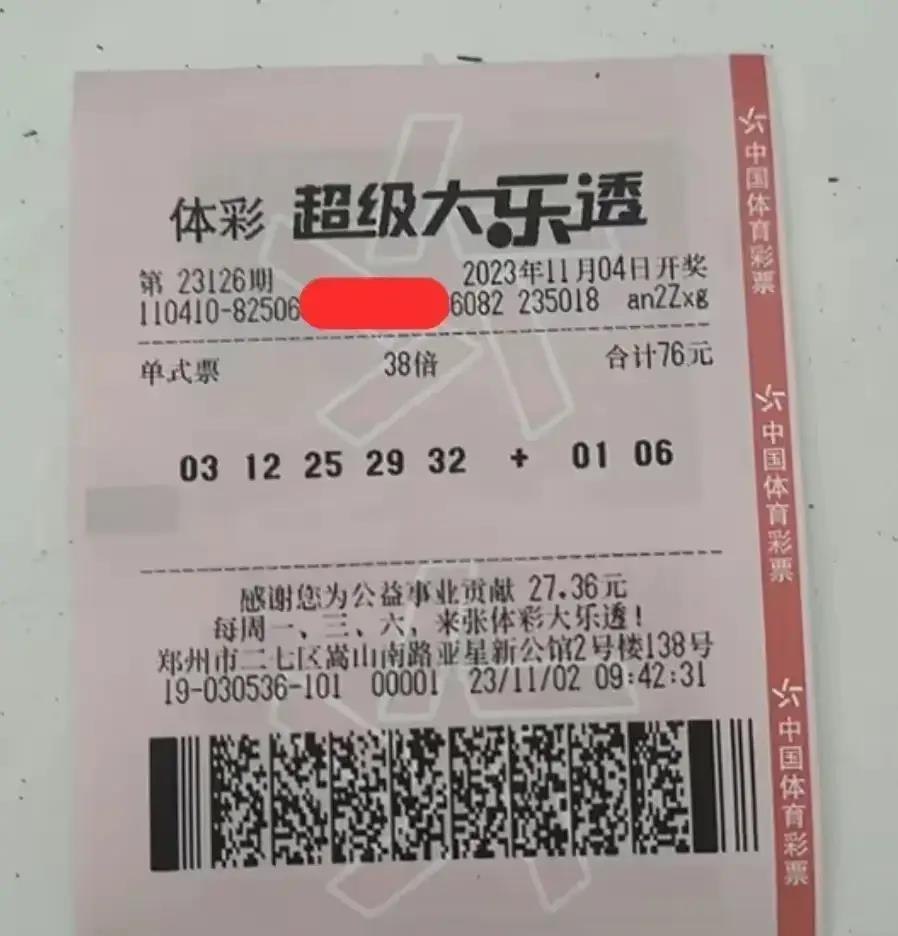 体彩 超级大乐透
第 23126期 2023年11月04日开奖
110410-82506 6082 235018 an2Zxg
单式票 38倍 合计76元
03 12 25 29 32 + 01 06
感谢您为公益事业贡献 27.36元
每周一、三、六，来张体彩大乐透！
郑州市二七区嵩山南路亚星新公馆2号楼138号
19-030536-101 00001 23/11/02 09:42:31
中国体育彩票
中国体育彩票
中国体育彩票